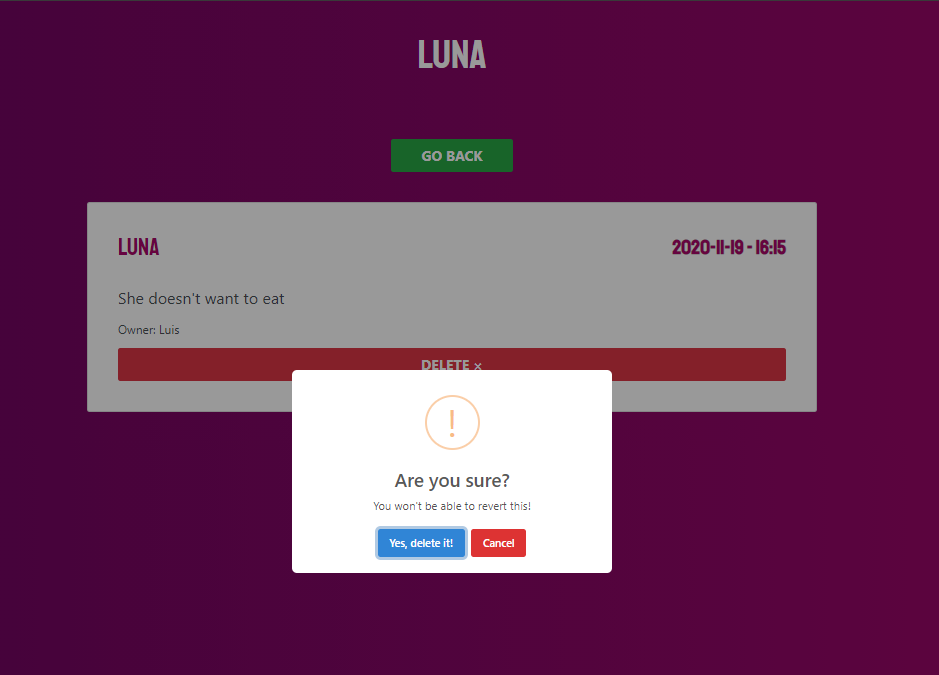 LUNA
GO BACK
LUNA
2020-11-19 - 16:15
She doesn't want to eat
Owner: Luis
DELETE ×
!
Are you sure?
You won't be able to revert this!
Yes, delete it! Cancel